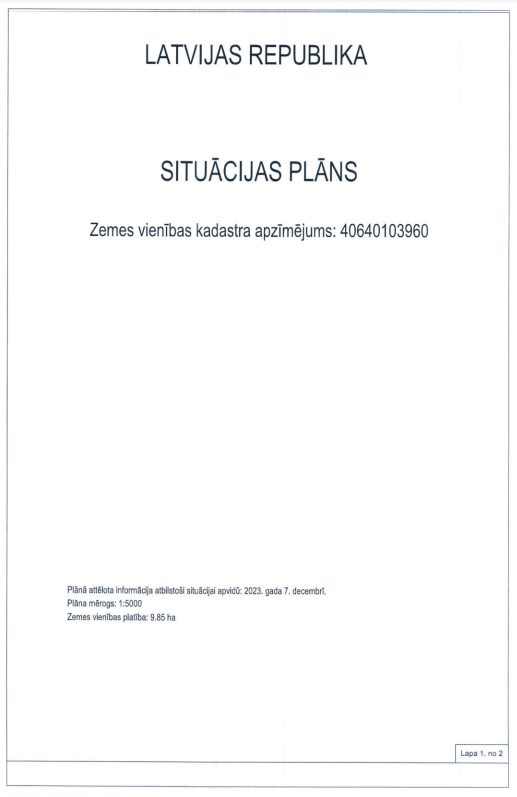 LATVIJAS REPUBLIKA
SITUĀCIJAS PLĀNS
Zemes vienības kadastra apzīmējums: 40640103960
Plānā attēlota informācija atbilstoši situācijai apvidū: 2023. gada 7. decembrī.
Plāna mērogs: 1:5000
Zemes vienības platība: 9.85 ha
Lapa 1. no 2